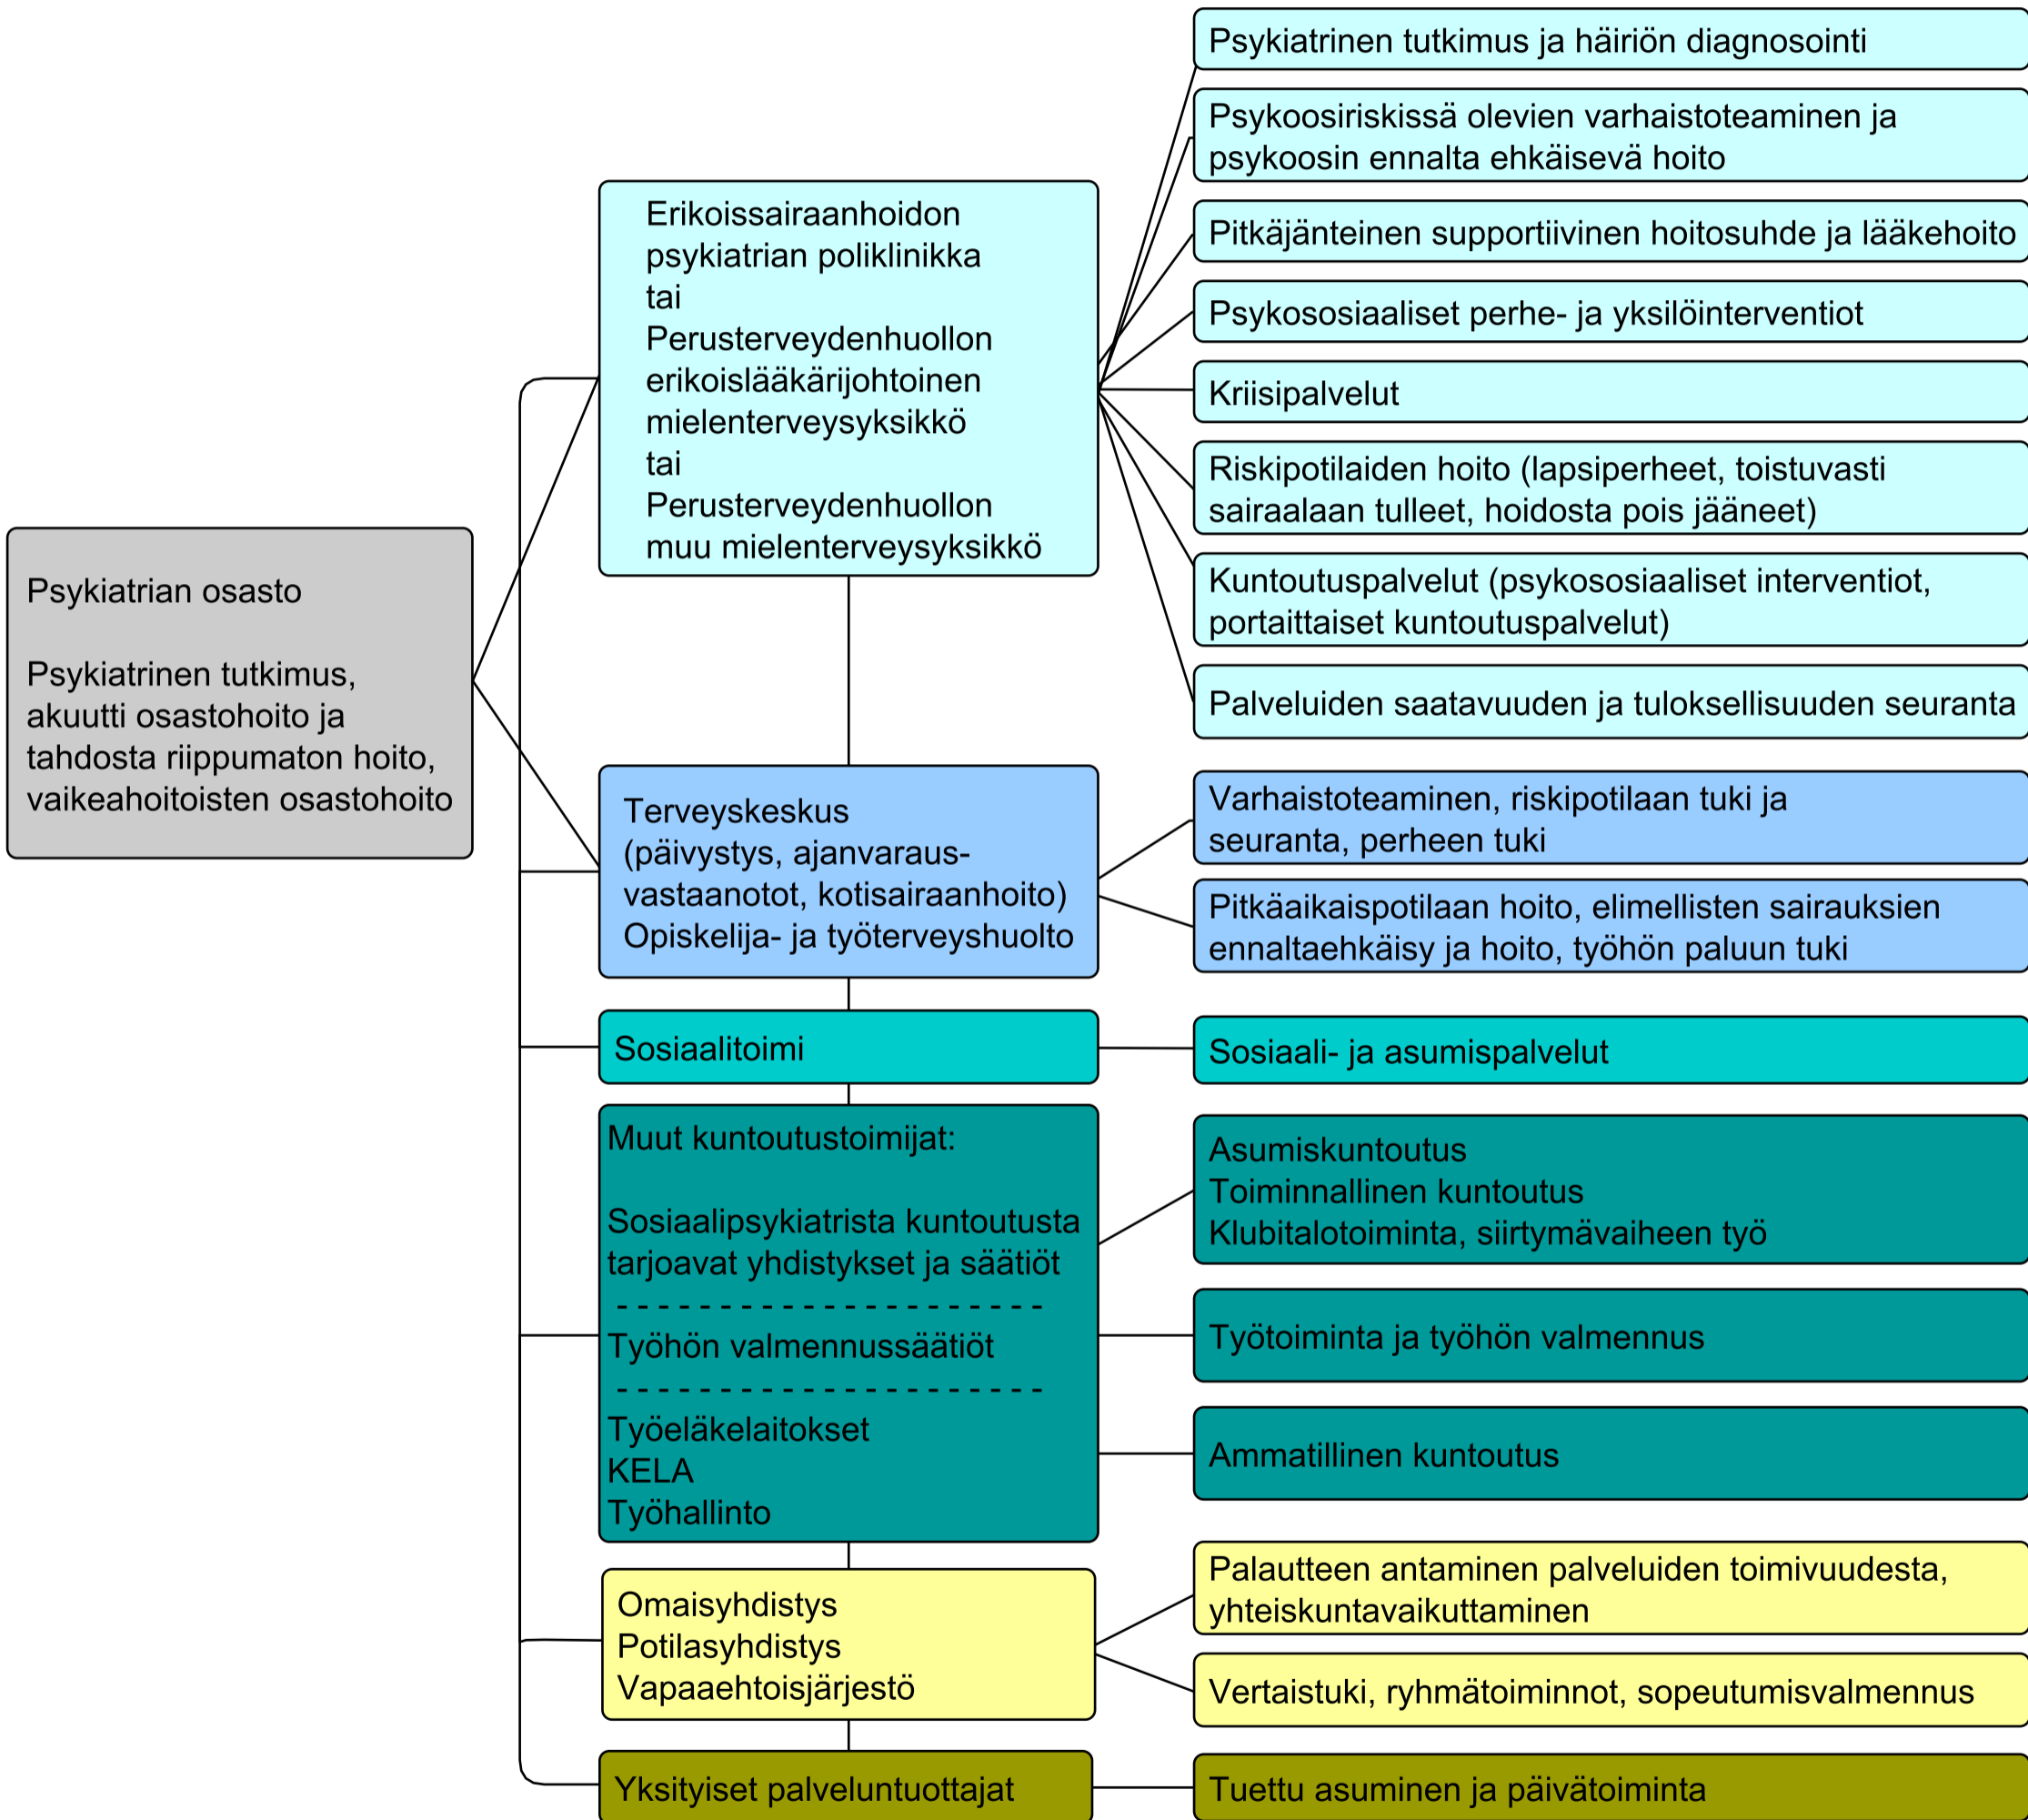 Psykiatrian osasto
Psykiatrinen tutkimus,
akuutti osastohoito ja
tahdosta riippumaton hoito,
vaikeahoitoisten osastohoito
Erikoissairaanhoidon
psykiatrian poliklinikka
tai
Perusterveydenhuollon
erikoislääkärijohtoinen
mielenterveysyksikkö
tai
Perusterveydenhuollon
muu mielenterveysyksikkö
Psykiatrinen tutkimus ja häiriön diagnosointi
Psykoosiriskissä olevien varhaistoteaminen ja
psykoosin ennalta ehkäisevä hoito
Pitkäjänteinen supportiivinen hoitosuhde ja lääkehoito
Psykososiaaliset perhe- ja yksilöinterventiot
Kriisipalvelut
Riskipotilaiden hoito (lapsiperheet, toistuvasti
sairaalaan tulleet, hoidosta pois jääneet)
Kuntoutuspalvelut (psykososiaaliset interventiot,
portaittaiset kuntoutuspalvelut)
Palveluiden saatavuuden ja tuloksellisuuden seuranta
Terveyskeskus
(päivystys, ajanvaraus-
vastaanotot, kotisairaanhoito)
Opiskelija- ja työterveyshuolto
Varhaistoteaminen, riskipotilaan tuki ja
seuranta, perheen tuki
Pitkäaikaispotilaan hoito, elimellisten sairauksien
ennaltaehkäisy ja hoito, työhön paluun tuki
Sosiaalitoimi
Sosiaali- ja asumispalvelut
Muut kuntoutustoimijat:
Sosiaalipsykiatrista kuntoutusta
tarjoavat yhdistykset ja säätiöt
- - - - - - - - - - - - - - - - - - - - -
Työhön valmennussäätiöt
- - - - - - - - - - - - - - - - - - - - -
Työeläkelaitokset
KELA
Työhallinto
Asumiskuntoutus
Toiminnallinen kuntoutus
Klubitalotoiminta, siirtymävaiheen työ
Työtoiminta ja työhön valmennus
Ammatillinen kuntoutus
Omaisyhdistys
Potilasyhdistys
Vapaaehtoisjärjestö
Palautteen antaminen palveluiden toimivuudesta,
yhteiskuntavaikuttaminen
Vertaistuki, ryhmätoiminnot, sopeutumisvalmennus
Yksityiset palveluntuottajat
Tuettu asuminen ja päivätoiminta